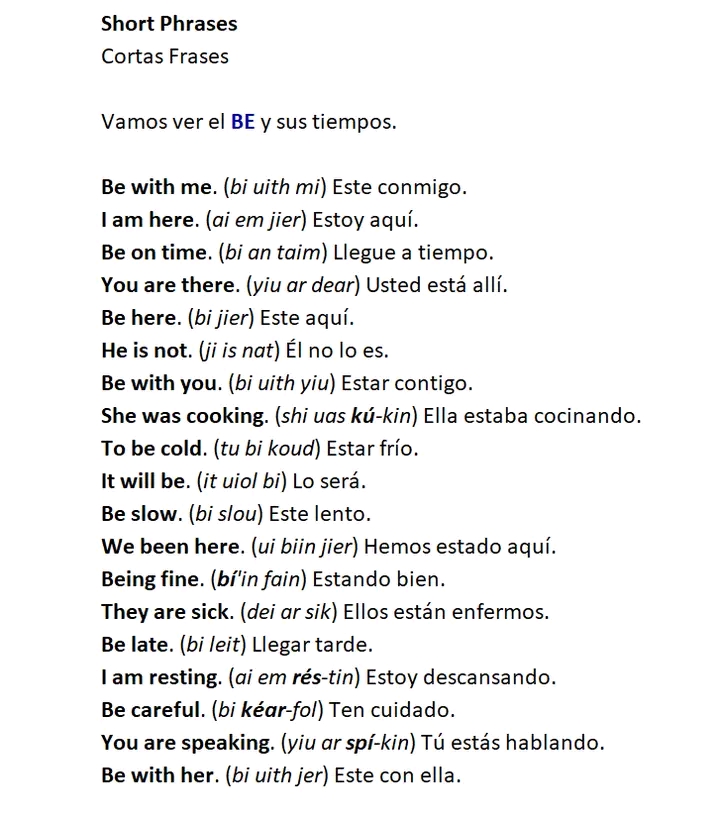 Short Phrases
Cortas Frases
Vamos ver el BE y sus tiempos.
Be with me. (bi uith mi) Este conmigo.
I am here. (ai em jier) Estoy aquí.
Be on time. (bi an taim) Llegue a tiempo.
You are there. (yiu ar dear) Usted está allí.
Be here. (bi jier) Este aquí.
He is not. (ji is nat) Él no lo es.
Be with you. (bi uith yiu) Estar contigo.
She was cooking. (shi uas kú-kin) Ella estaba cocinando.
To be cold. (tu bi koud) Estar frío.
It will be. (it uiol bi) Lo será.
Be slow. (bi slou) Este lento.
We been here. (ui biin jier) Hemos estado aquí.
Being fine. (bí'in fain) Estando bien.
They are sick. (dei ar sik) Ellos están enfermos.
Be late. (bi leit) Llegar tarde.
I am resting. (ai em rés-tin) Estoy descansando.
Be careful. (bi kéar-fol) Ten cuidado.
You are speaking. (yiu ar spí-kin) Tú estás hablando.
Be with her. (bi uith jer) Este con ella.